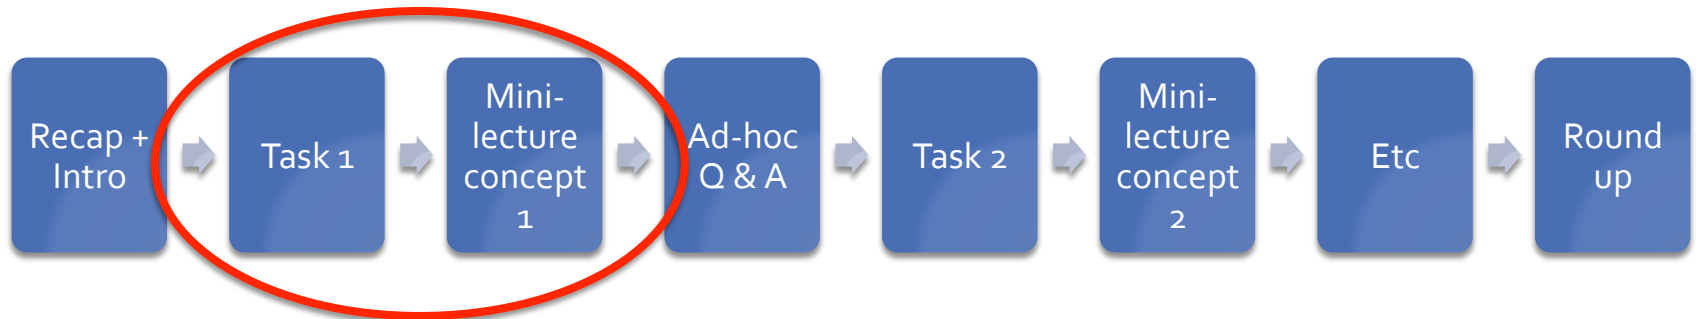 Recap +
Intro
Task 1
Mini-
lecture
concept
1
Ad-hoc
Q & A
Task 2
Mini-
lecture
concept
2
Etc
Round
up